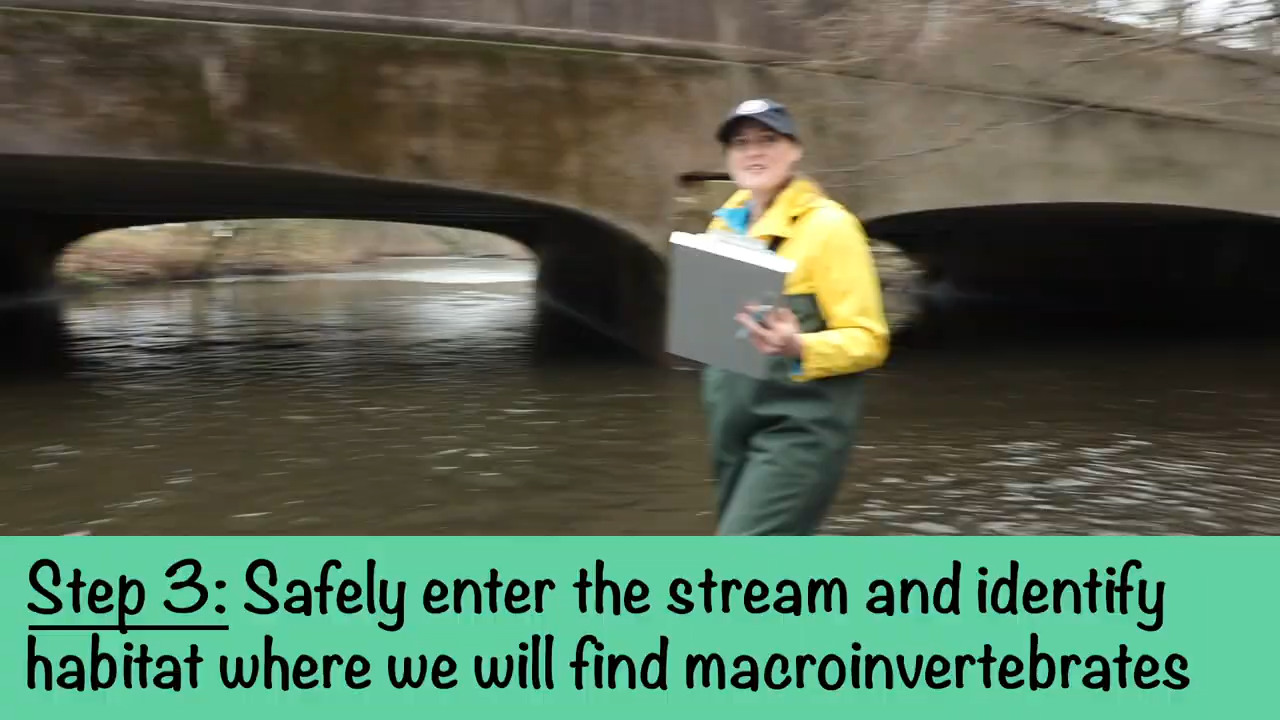 Step 3: Safely enter the stream and identify
habitat where we will find macroinvertebrates